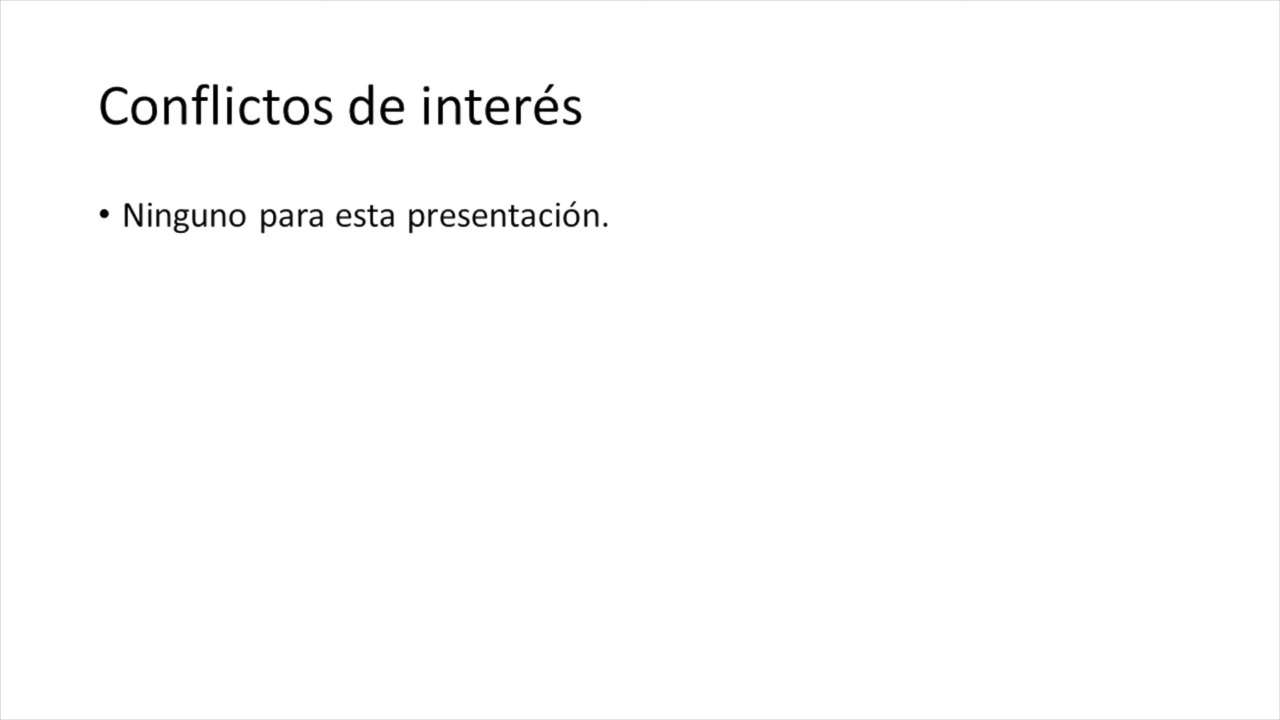 Conflictos de interés
• Ninguno para esta presentación.